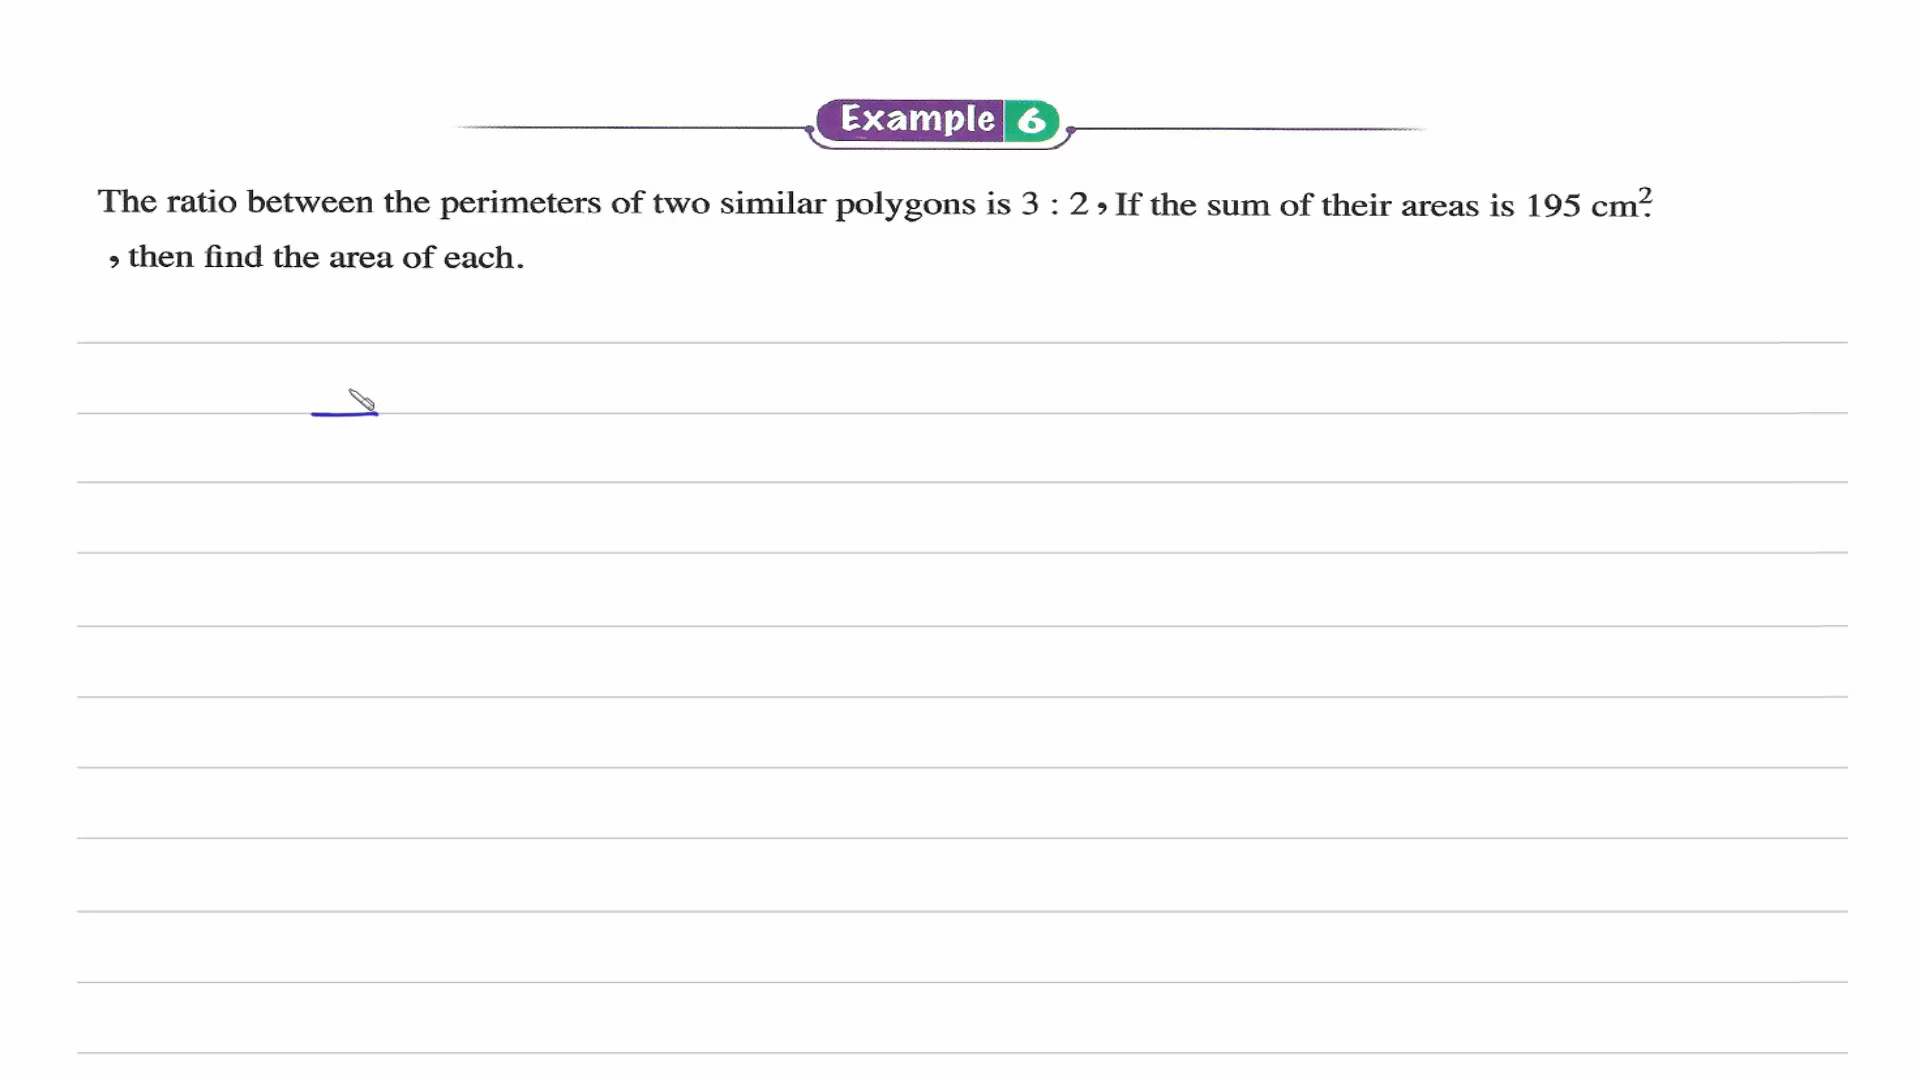 Example 6
The ratio between the perimeters of two similar polygons is 3 : 2 , If the sum of their areas is 195 cm².
, then find the area of each.